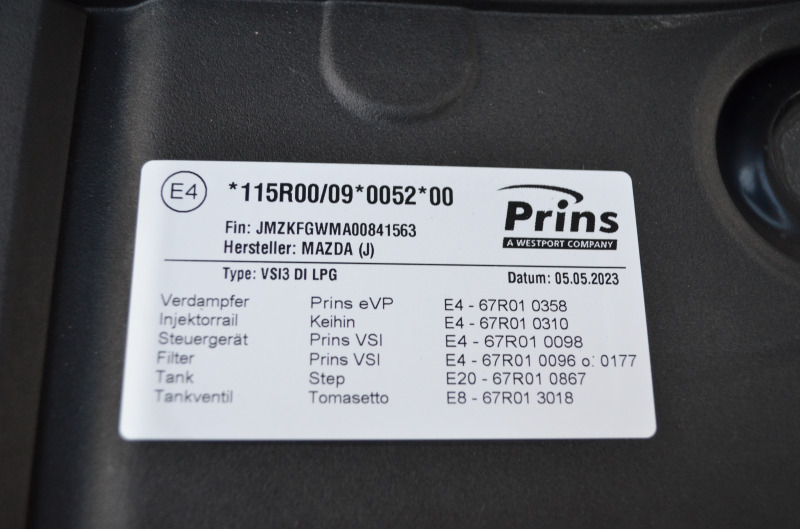 E4 *115R00/09*0052*00
Prins
A WESTPORT COMPANY
Fin: JMZKFGWMA00841563
Hersteller: MAZDA (J)
Type: VSI3 DI LPG Datum: 05.05.2023
Verdampfer Prins eVP E4 - 67R01 0358
Injektorrail Keihin E4 - 67R01 0310
Steuergerät Prins VSI E4 - 67R01 0098
Filter Prins VSI E4 - 67R01 0096 o: 0177
Tank Step E20 - 67R01 0867
Tankventil Tomasetto E8 - 67R01 3018